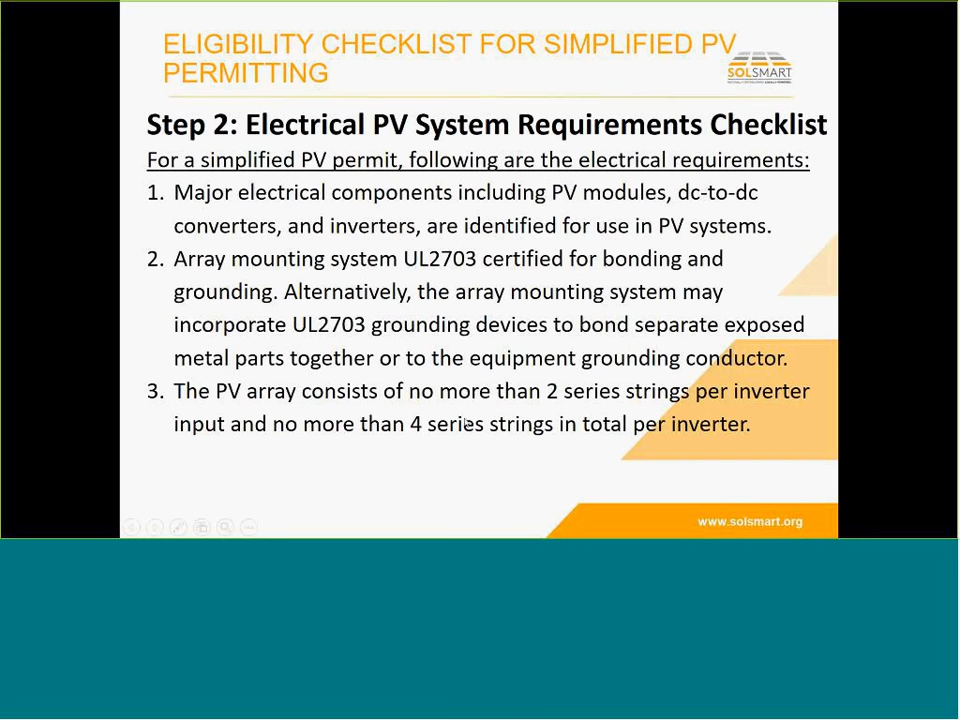 ELIGIBILITY CHECKLIST FOR SIMPLIFIED PV
PERMITTING
SOLSMART
Step 2: Electrical PV System Requirements Checklist
For a simplified PV permit, following are the electrical requirements:
1. Major electrical components including PV modules, dc-to-dc
converters, and inverters, are identified for use in PV systems.
2. Array mounting system UL2703 certified for bonding and
grounding. Alternatively, the array mounting system may
incorporate UL2703 grounding devices to bond separate exposed
metal parts together or to the equipment grounding conductor.
3. The PV array consists of no more than 2 series strings per inverter
input and no more than 4 series strings in total per inverter.
www.solsmart.org